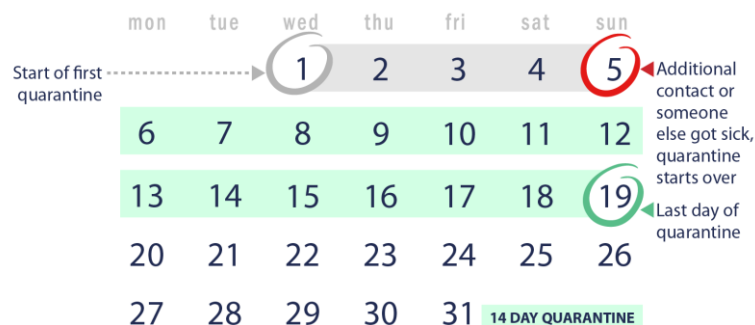 mon tue wed thu fri sat sun
Start of first
quarantine
1 2 3 4 5
Additional
contact or
someone
else got sick,
quarantine
starts over
6 7 8 9 10 11 12
13 14 15 16 17 18 19
Last day of
quarantine
20 21 22 23 24 25 26
27 28 29 30 31
14 DAY QUARANTINE